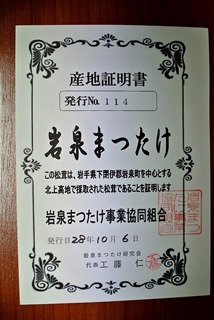 産地証明書
発行No. 114
岩泉まつたけ
この松茸は、岩手県下閉伊郡岩泉町を中心とする
北上高地で採取された松茸であることを証明します
岩泉まつたけ事業協同組合
発行日28年10月6日
岩泉まつたけ研究会
代表 工藤 仁